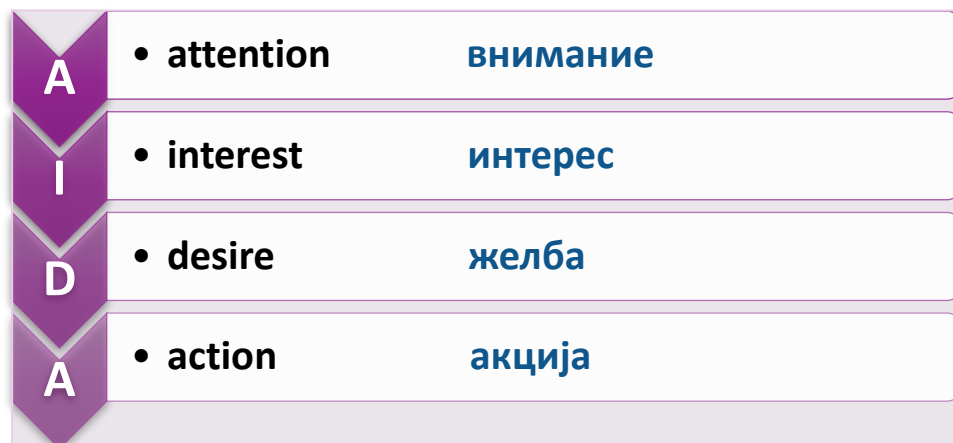 A • attention внимание
I • interest интерес
D • desire желба
A • action акција